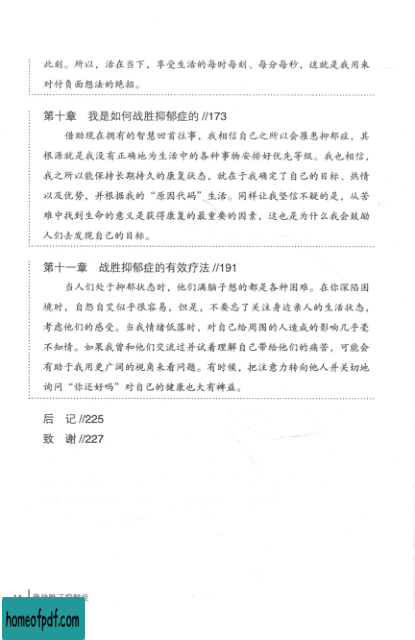 此刻。所以，活在当下，享受生活的每时每刻、每分每秒，这就是我用来
对付负面想法的绝招。
第十章 我是如何战胜抑郁症的 //173
借助现在拥有的智慧回首往事，我相信自己之所以会罹患抑郁症，其
根源就是我没有正确地为生活中的各种事物安排好优先等级。我也相信，
我之所以能保持长期持久的康复状态，就在于我确定了自己的目标、热情
以及优势，并根据我的“原因代码”生活。同样让我坚信不疑的是，从苦
难中找到生命的意义是获得康复的最重要的因素，这也是为什么我会鼓励
人们去发现自己的目标。
第十一章 战胜抑郁症的有效疗法 //191
当人们处于抑郁状态时，他们满脑子想的都是各种困难。在你深陷困
境时，自怨自艾似乎很容易，但是，不要忘了关注身边亲人的生活状态，
考虑他们的感受。当我情绪低落时，对自己给周围的人造成的影响几乎毫
不知情。如果我曾和他们交流过并试着理解自己带给他们的痛苦，可能会
有助于我用更广阔的视角来看问题。有时候，把注意力转向他人并关切地
询问“你还好吗”对自己的健康也大有裨益。
后 记 //225
致 谢 //227
homeofpdf.com